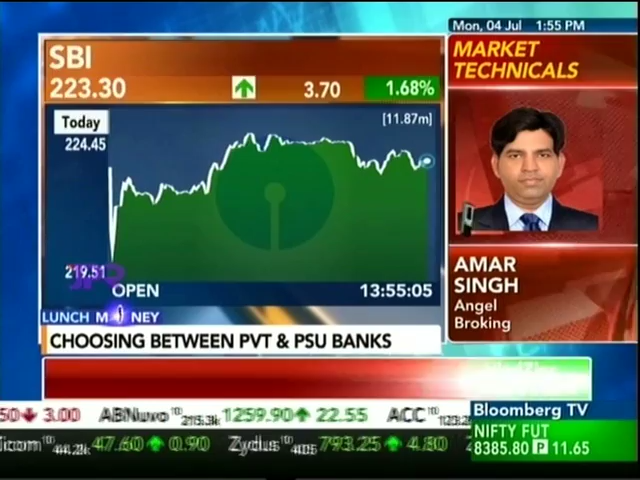 Mon, 04 Jul 1:55 PM
SBI
223.30 3.70 1.68%
Today
[11.87m]
224.45
219.51
OPEN 13:55:05
MARKET
TECHNICALS
AMAR
SINGH
Angel
Broking
LUNCH MONEY
CHOOSING BETWEEN PVT & PSU BANKS
3.00 ABNuvo 1259.90 22.55 ACC
47.60 0.90 Zydus 793.25 4.80
Bloomberg TV
NIFTY FUT
8385.80 P 11.65